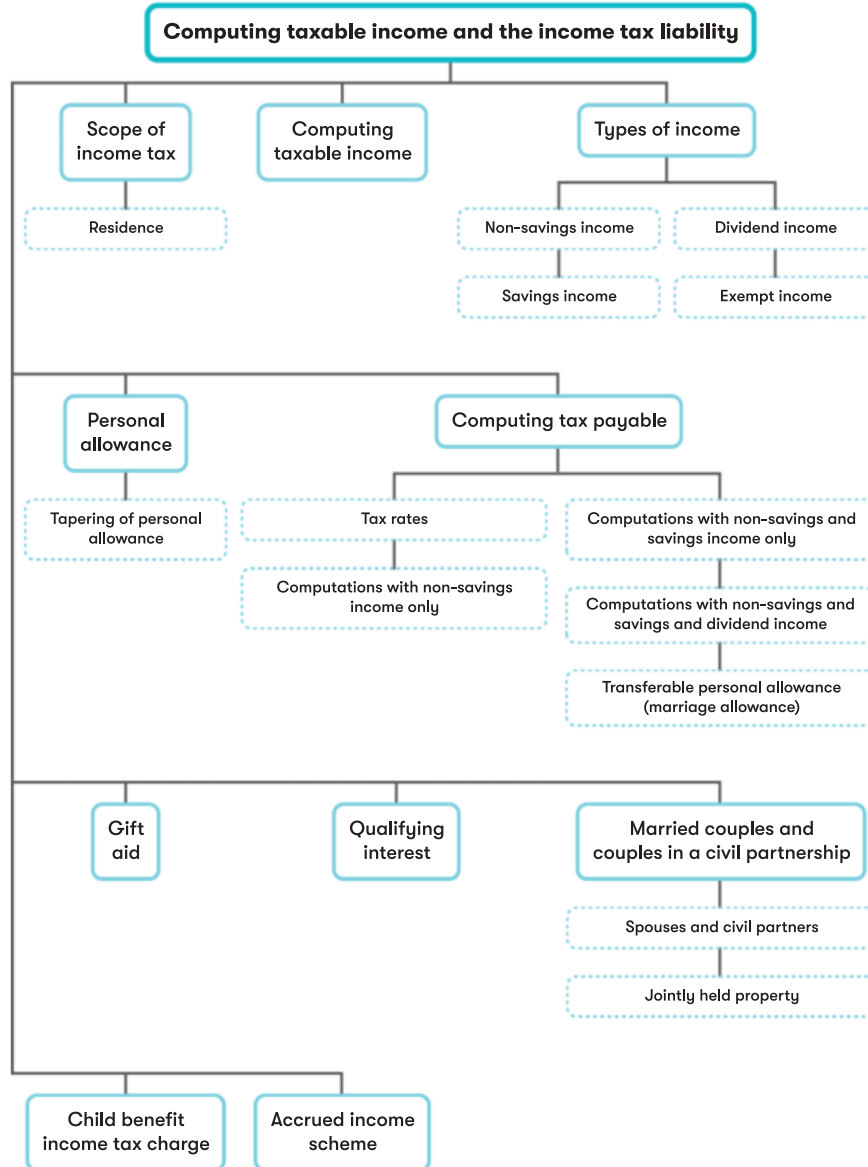 Computing taxable income and the income tax liability
Scope of
income tax
Computing
taxable income
Types of income
Residence
Non-savings income
Dividend income
Savings income
Exempt income
Personal
allowance
Computing tax payable
Tapering of personal
allowance
Tax rates
Computations with non-savings
income only
Computations with non-savings and
savings income only
Computations with non-savings and
savings and dividend income
Transferable personal allowance
(marriage allowance)
Gift
aid
Qualifying
interest
Married couples and
couples in a civil partnership
Spouses and civil partners
Jointly held property
Child benefit
income tax charge
Accrued income
scheme